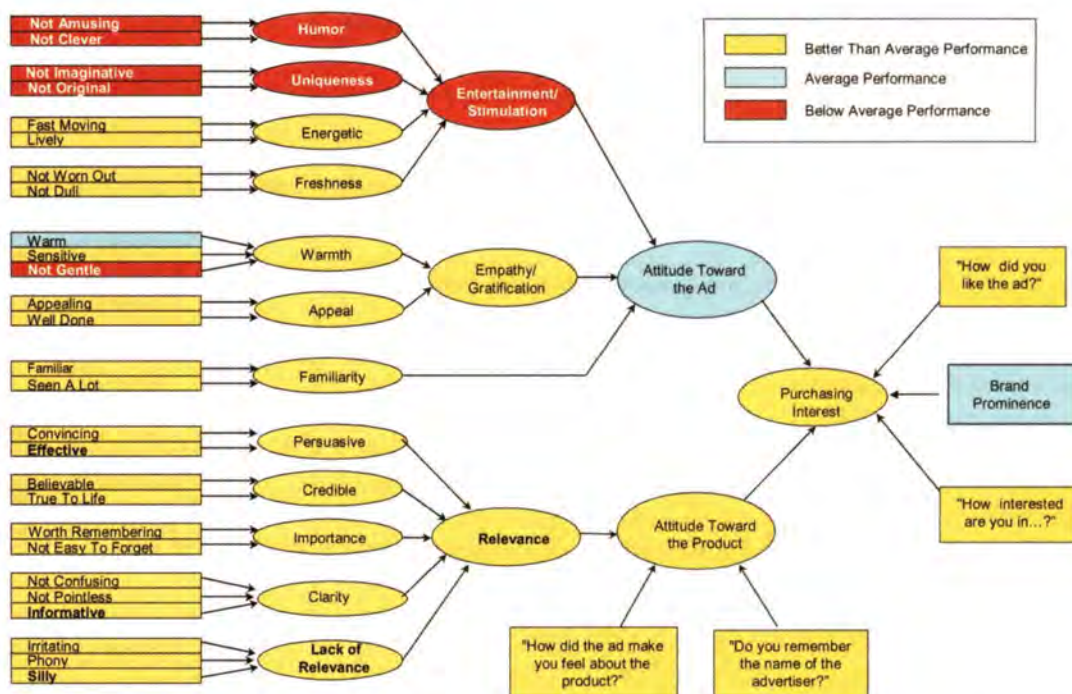 Not Amusing
Not Clever
Humor
Not Imaginative
Not Original
Uniqueness
Entertainment/
Stimulation
Fast Moving
Lively
Energetic
Not Worn Out
Not Dull
Freshness
Better Than Average Performance
Average Performance
Below Average Performance
Warm
Sensitive
Not Gentle
Warmth
Appealing
Well Done
Appeal
Empathy/
Gratification
Attitude Toward
the Ad
Familiar
Seen A Lot
Familiarity
"How did you
like the ad?"
Purchasing
Interest
Brand
Prominence
"How interested
are you in...?"
Convincing
Effective
Persuasive
Believable
True To Life
Credible
Worth Remembering
Not Easy To Forget
Importance
Relevance
Attitude Toward
the Product
Not Confusing
Not Pointless
Informative
Clarity
Irritating
Phony
Silly
Lack of
Relevance
"How did the ad make
you feel about the
product?"
"Do you remember
the name of the
advertiser?"